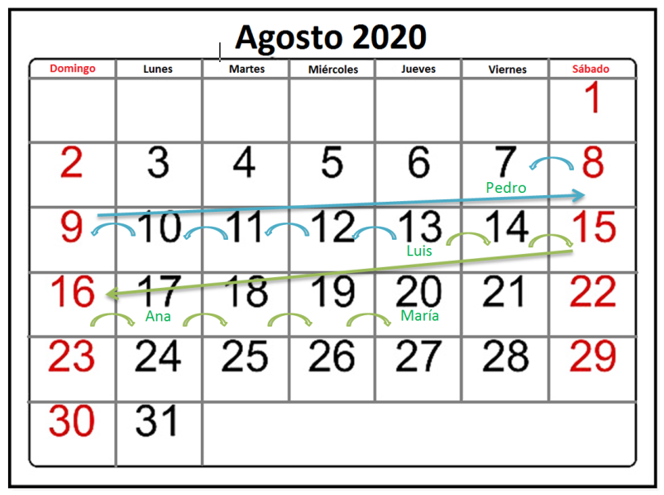 Agosto 2020
Domingo Lunes Martes Miércoles Jueves Viernes Sábado
1
2 3 4 5 6 7 8
Pedro
9 10 11 12 13 14 15
Luis
16 17 18 19 20 21 22
Ana María
23 24 25 26 27 28 29
30 31